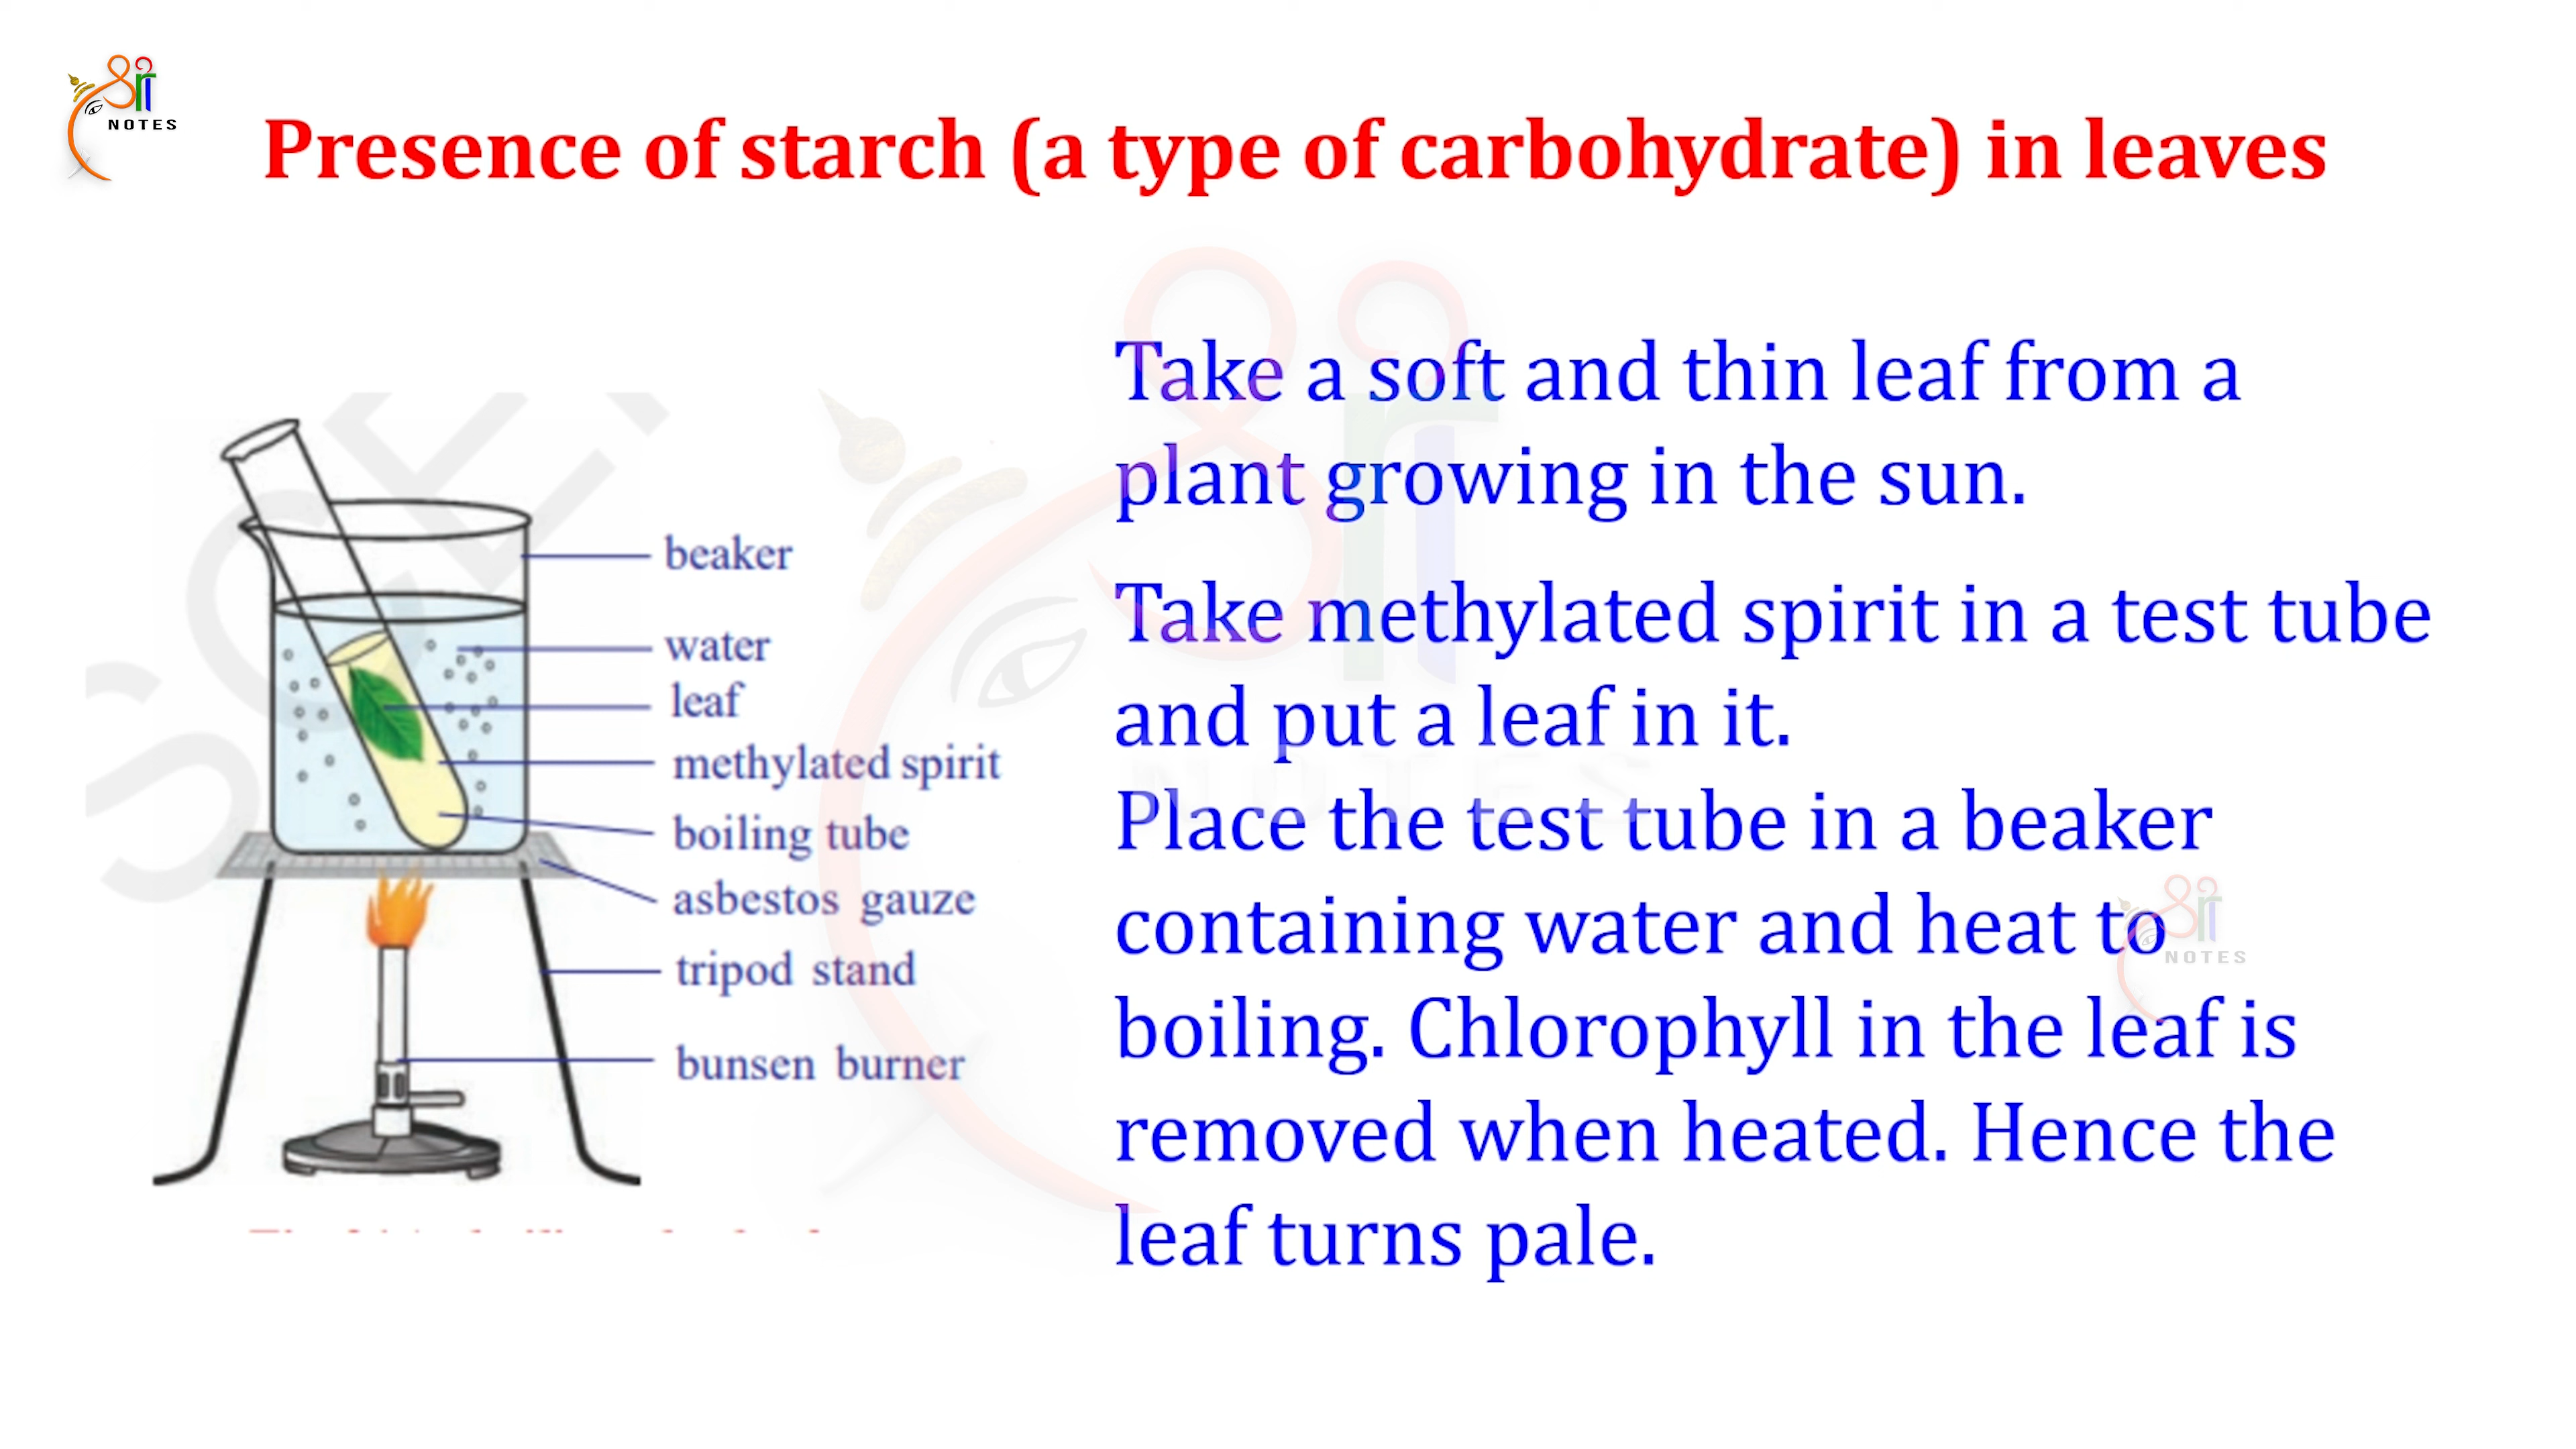 Sri
NOTES
Presence of starch (a type of carbohydrate) in leaves
beaker
water
leaf
methylated spirit
boiling tube
asbestos gauze
tripod stand
bunsen burner
Take a soft and thin leaf from a
plant growing in the sun.
Take methylated spirit in a test tube
and put a leaf in it.
Place the test tube in a beaker
containing water and heat to
boiling. Chlorophyll in the leaf is
removed when heated. Hence the
leaf turns pale.
NOTES
NOTES